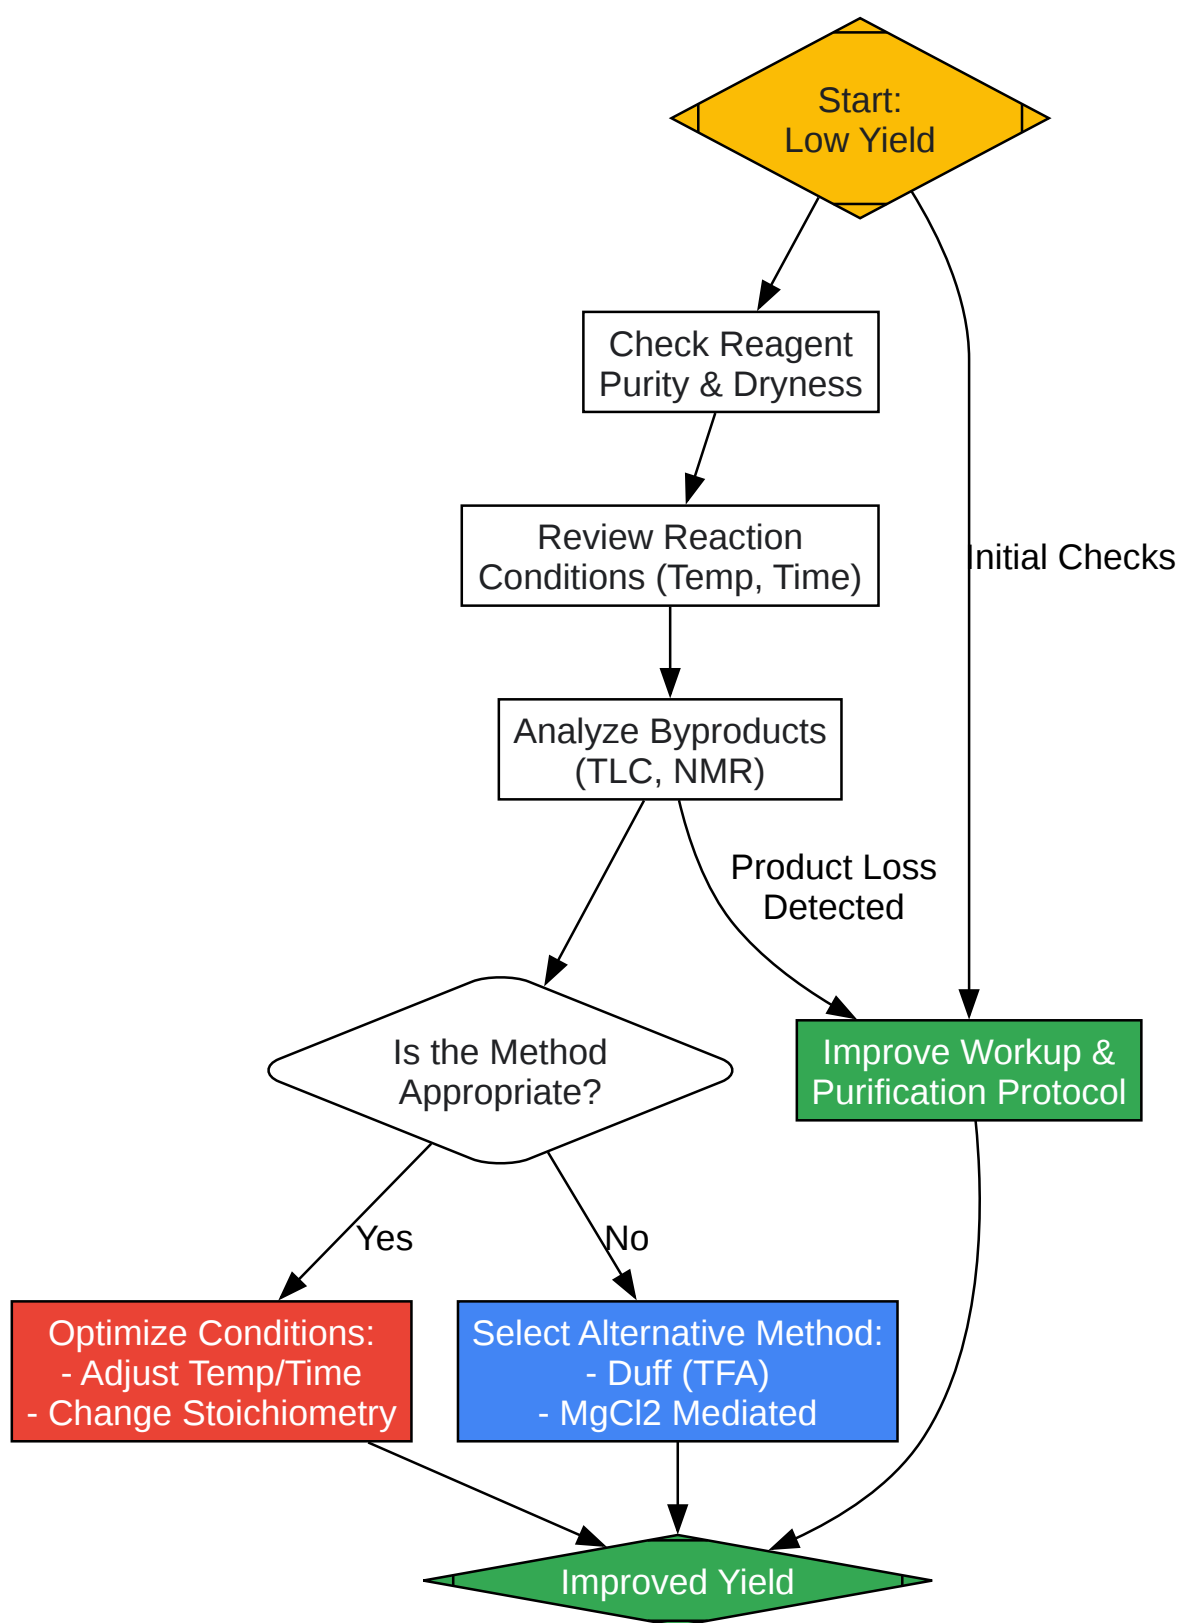 Start:
Low Yield
Check Reagent
Purity & Dryness
Review Reaction
Conditions (Temp, Time)
Initial Checks
Analyze Byproducts
(TLC, NMR)
Product Loss
Detected
Is the Method
Appropriate?
Improve Workup &
Purification Protocol
Yes
No
Optimize Conditions:
- Adjust Temp/Time
- Change Stoichiometry
Select Alternative Method:
- Duff (TFA)
- MgCl2 Mediated
Improved Yield